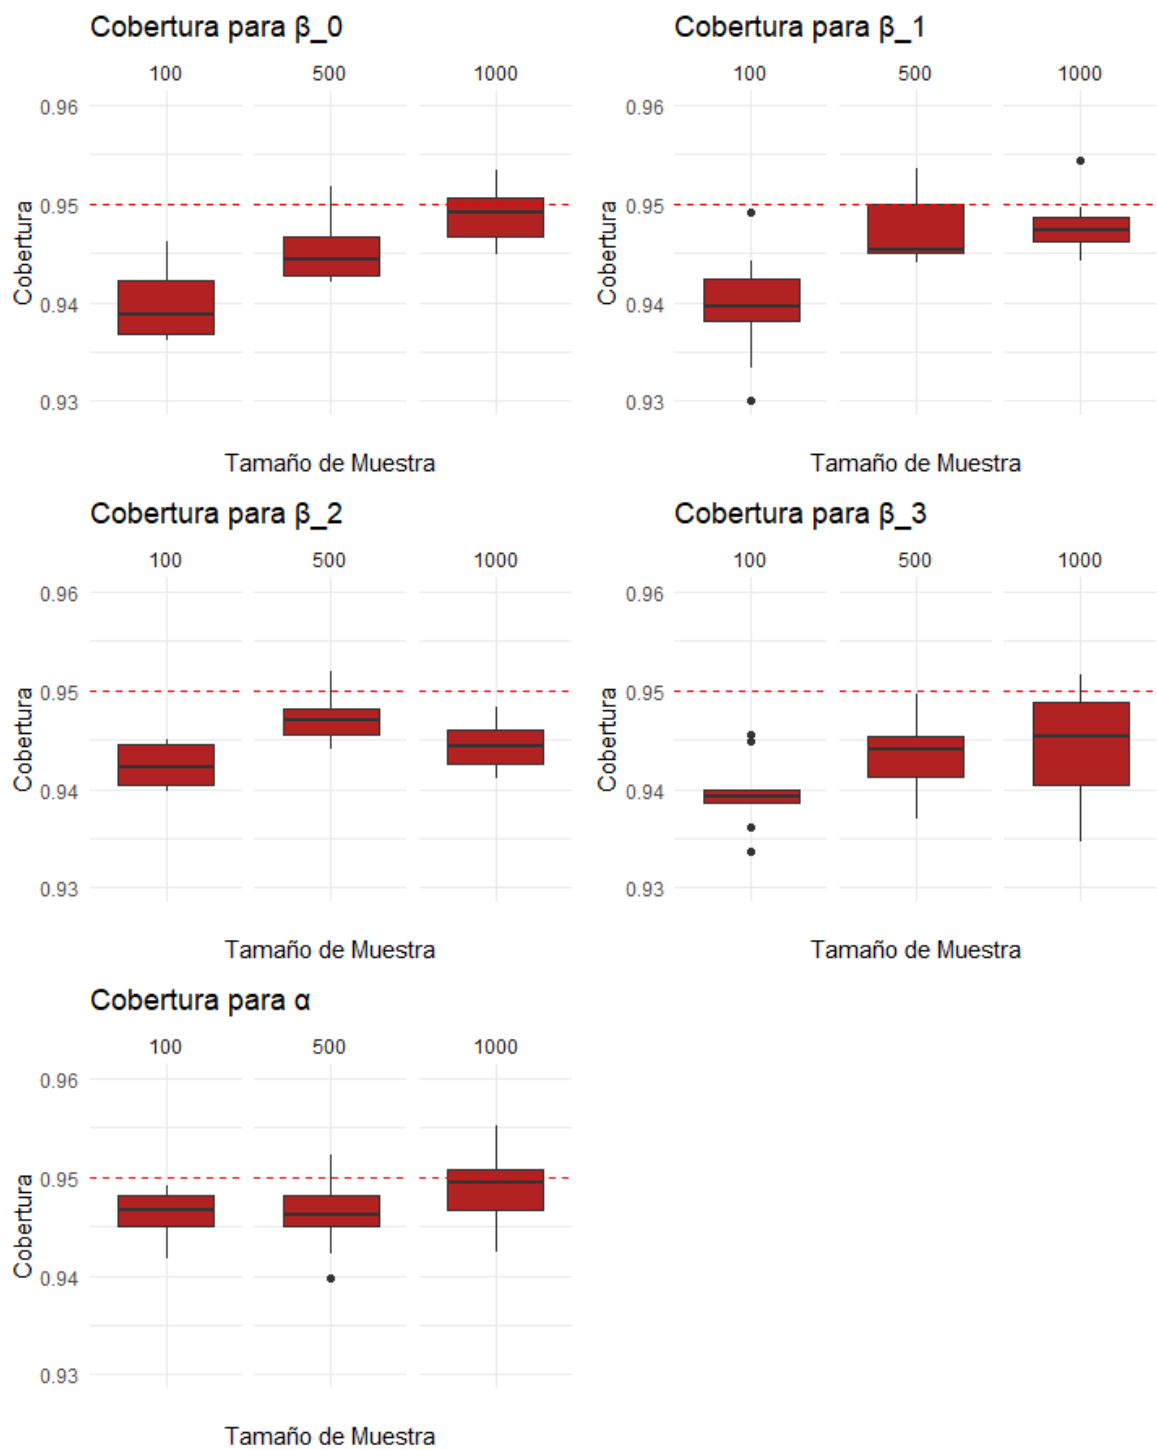 Cobertura para β_0
100 500 1000
0.96
0.95
0.94
0.93
Cobertura
Tamaño de Muestra
Cobertura para β_1
100 500 1000
0.96
0.95
0.94
0.93
Cobertura
Tamaño de Muestra
Cobertura para β_2
100 500 1000
0.96
0.95
0.94
0.93
Cobertura
Tamaño de Muestra
Cobertura para β_3
100 500 1000
0.96
0.95
0.94
0.93
Cobertura
Tamaño de Muestra
Cobertura para α
100 500 1000
0.96
0.95
0.94
0.93
Cobertura
Tamaño de Muestra